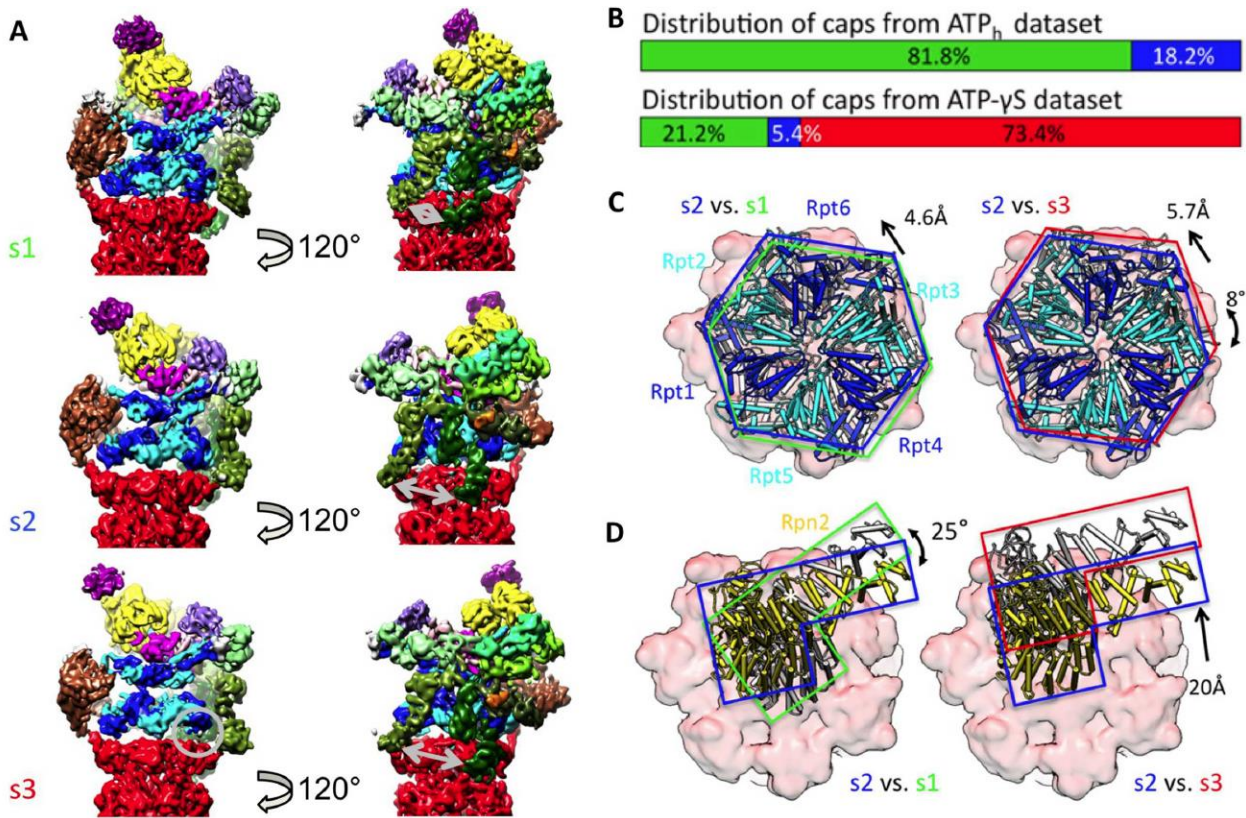 A
s1
120°
s2
120°
s3
120°
B
Distribution of caps from ATPh dataset
81.8%
18.2%
Distribution of caps from ATP-γS dataset
21.2%
5.4%
73.4%
C
s2 vs. s1
Rpt6
4.6Å
Rpt2
Rpt3
Rpt1
Rpt4
Rpt5
s2 vs. s3
5.7Å
8°
D
Rpn2
25°
*
s2 vs. s1
20Å
s2 vs. s3